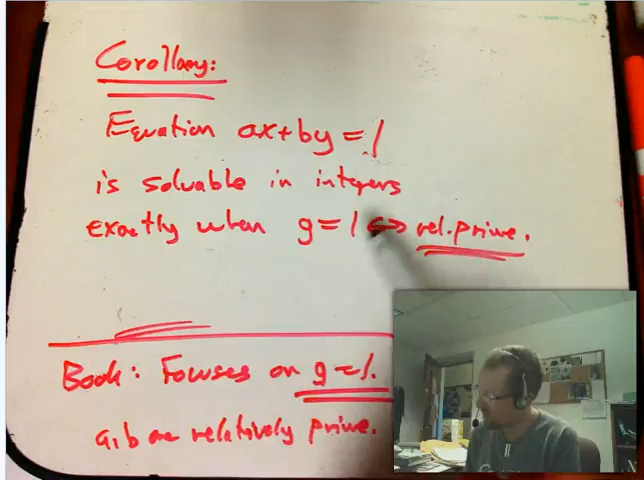 Corollary:
Equation ax+by=1
is solvable in integers
exactly when g=1 ⇔ rel. prime.
Book: Focuses on g=1.
a,b are relatively prime.